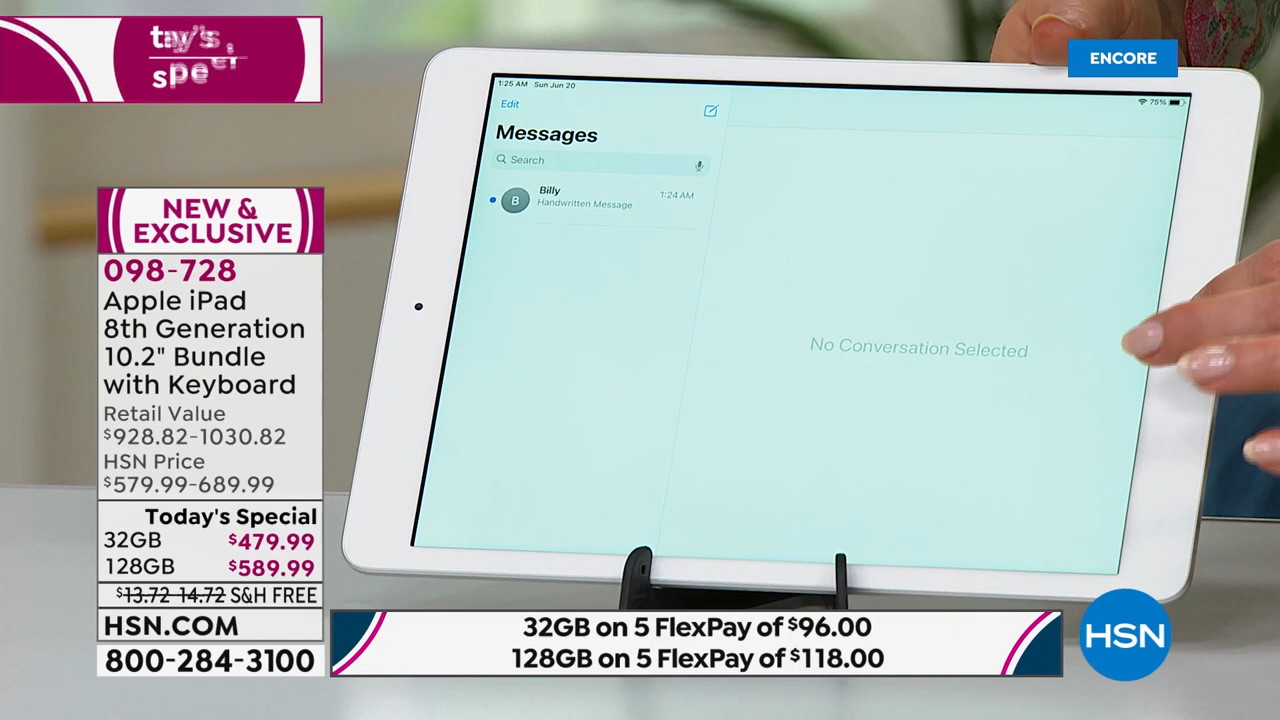 ENCORE
NEW &
EXCLUSIVE
098-728
Apple iPad
8th Generation
10.2" Bundle
with Keyboard
Retail Value
$928.82-1030.82
HSN Price
$579.99-689.99
Today's Special
32GB $479.99
128GB $589.99
$13.72-14.72 S&H FREE
HSN.COM
800-284-3100
1:25 AM Sun Jun 20
75%
Edit
Messages
Search
Billy
1:24 AM
B
Handwritten Message
No Conversation Selected
32GB on 5 FlexPay of $96.00
128GB on 5 FlexPay of $118.00
HSN